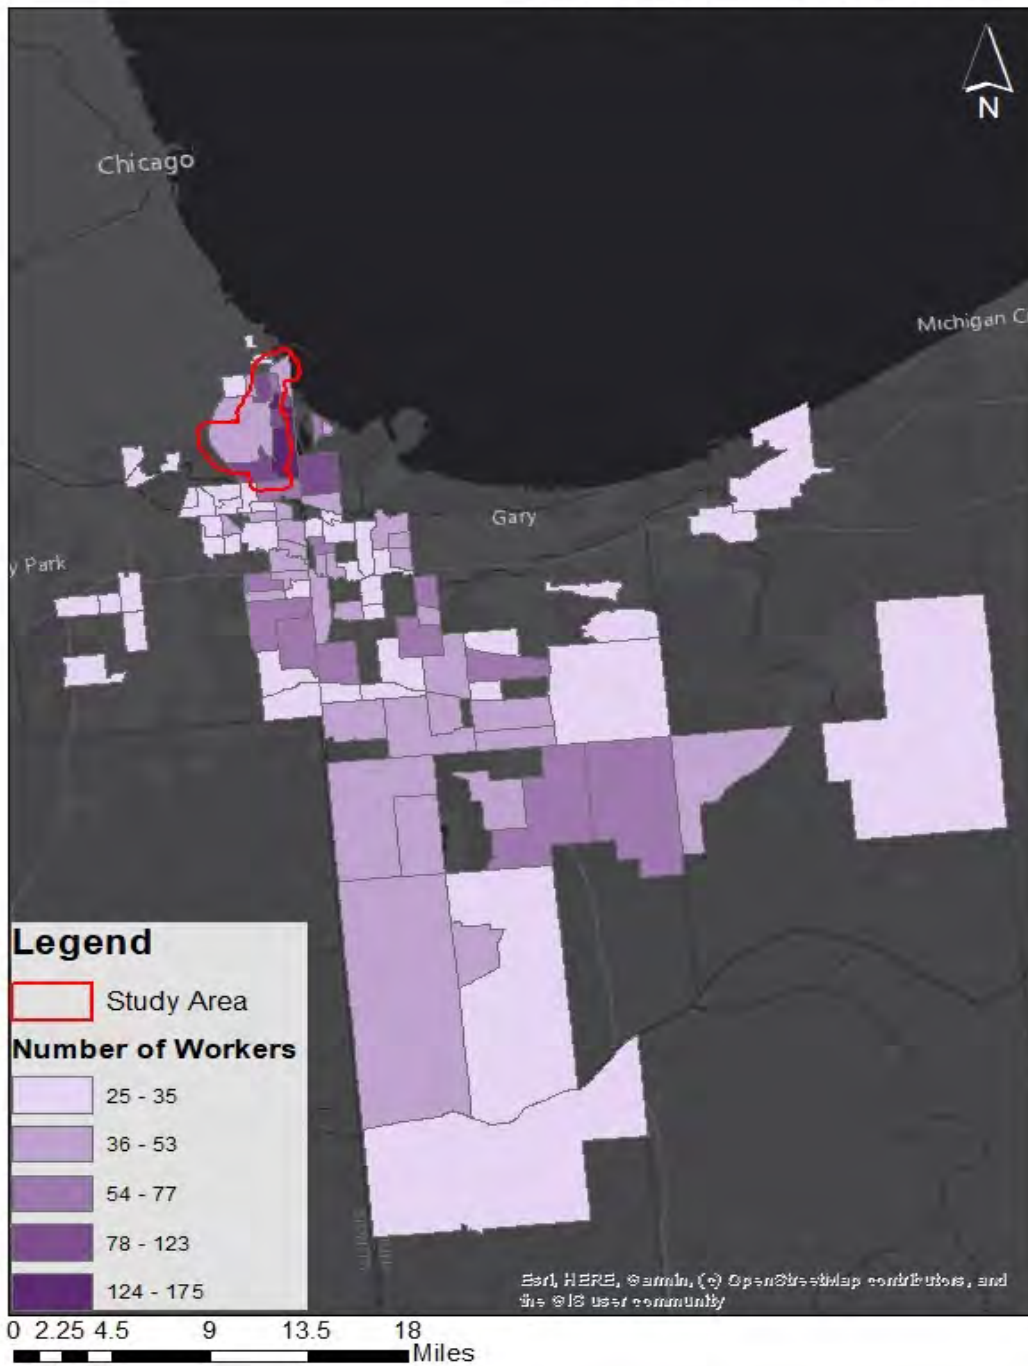 N
Chicago
Michigan C
Gary
y Park
Legend
Study Area
Number of Workers
25 - 35
36 - 53
54 - 77
78 - 123
124 - 175
Esri, HERE, Garmin, (c) OpenStreetMap contributors, and
the GIS user community
0 2.25 4.5 9 13.5 18
Miles